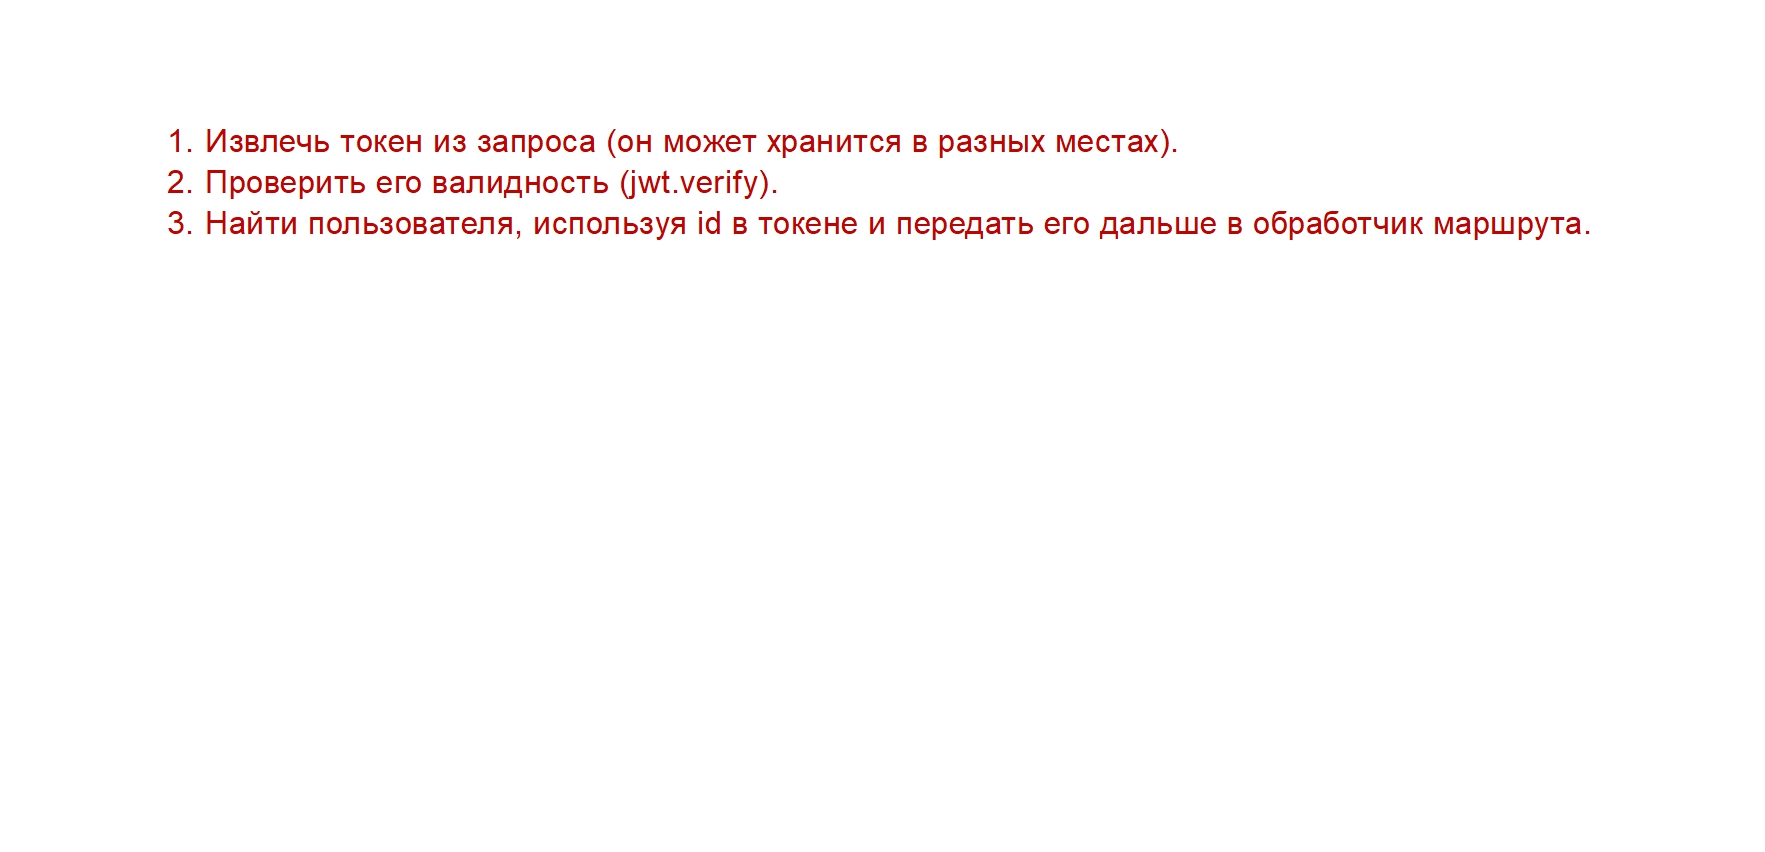 1. Извлечь токен из запроса (он может хранится в разных местах).
2. Проверить его валидность (jwt.verify).
3. Найти пользователя, используя id в токене и передать его дальше в обработчик маршрута.